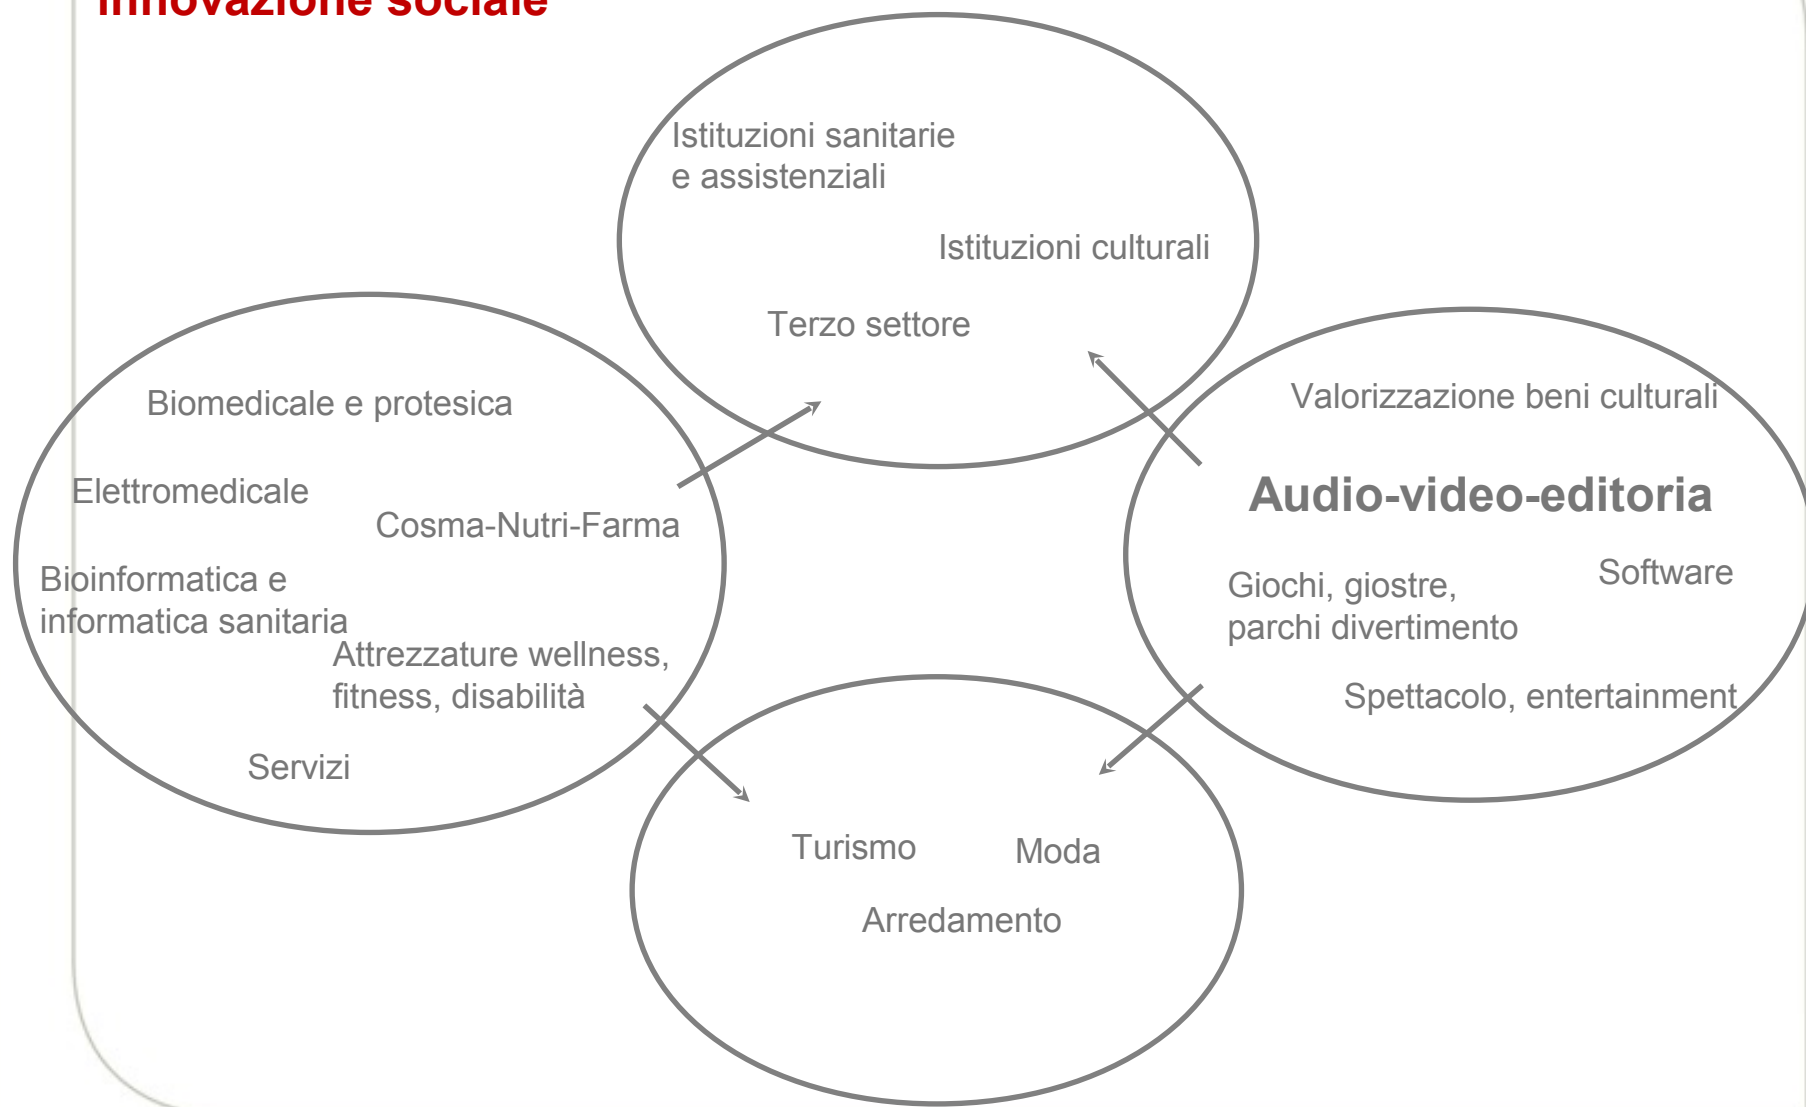 innovazione sociale
Istituzioni sanitarie
e assistenziali
Istituzioni culturali
Terzo settore
Biomedicale e protesica
Elettromedicale
Cosma-Nutri-Farma
Bioinformatica e
informatica sanitaria
Attrezzature wellness,
fitness, disabilità
Servizi
Valorizzazione beni culturali
Audio-video-editoria
Software
Giochi, giostre,
parchi divertimento
Spettacolo, entertainment
Turismo
Moda
Arredamento